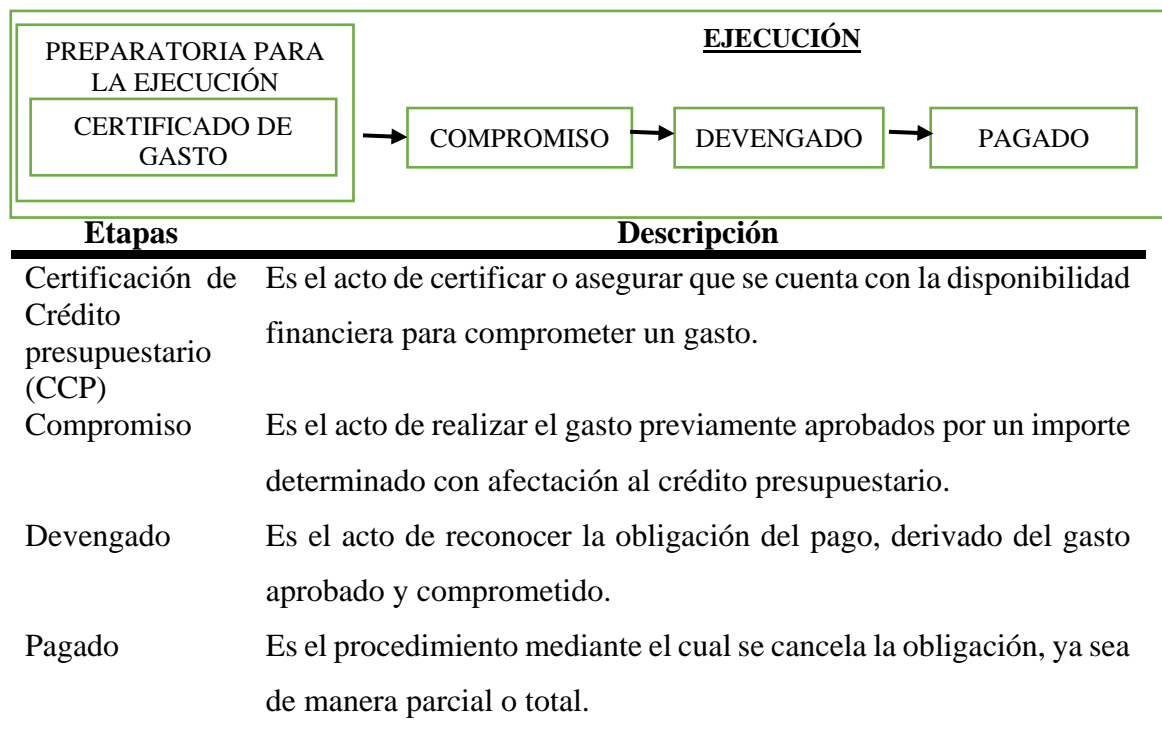 PREPARATORIA PARA
LA EJECUCIÓN
CERTIFICADO DE
GASTO
EJECUCIÓN
COMPROMISO
DEVENGADO
PAGADO
Etapas Descripción
Certificación de
Crédito
presupuestario
(CCP)
Es el acto de certificar o asegurar que se cuenta con la disponibilidad
financiera para comprometer un gasto.
Compromiso
Es el acto de realizar el gasto previamente aprobados por un importe
determinado con afectación al crédito presupuestario.
Devengado
Es el acto de reconocer la obligación del pago, derivado del gasto
aprobado y comprometido.
Pagado
Es el procedimiento mediante el cual se cancela la obligación, ya sea
de manera parcial o total.